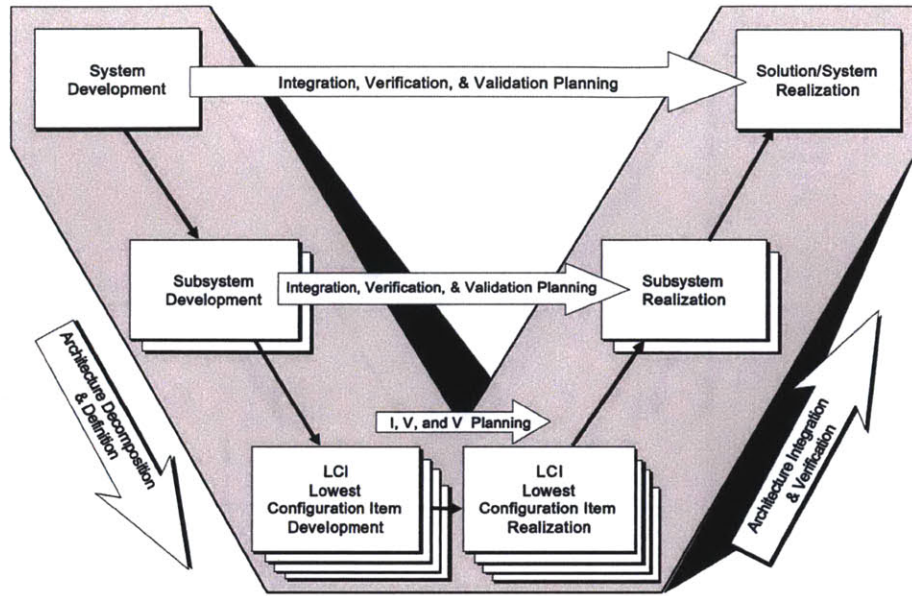 System
Development
Integration, Verification, & Validation Planning
Solution/System
Realization
Subsystem
Development
Integration, Verification, & Validation Planning
Subsystem
Realization
Architecture Decomposition
& Definition
I, V, and V Planning
Architecture Integration
& Verification
LCI
Lowest
Configuration Item
Development
LCI
Lowest
Configuration Item
Realization